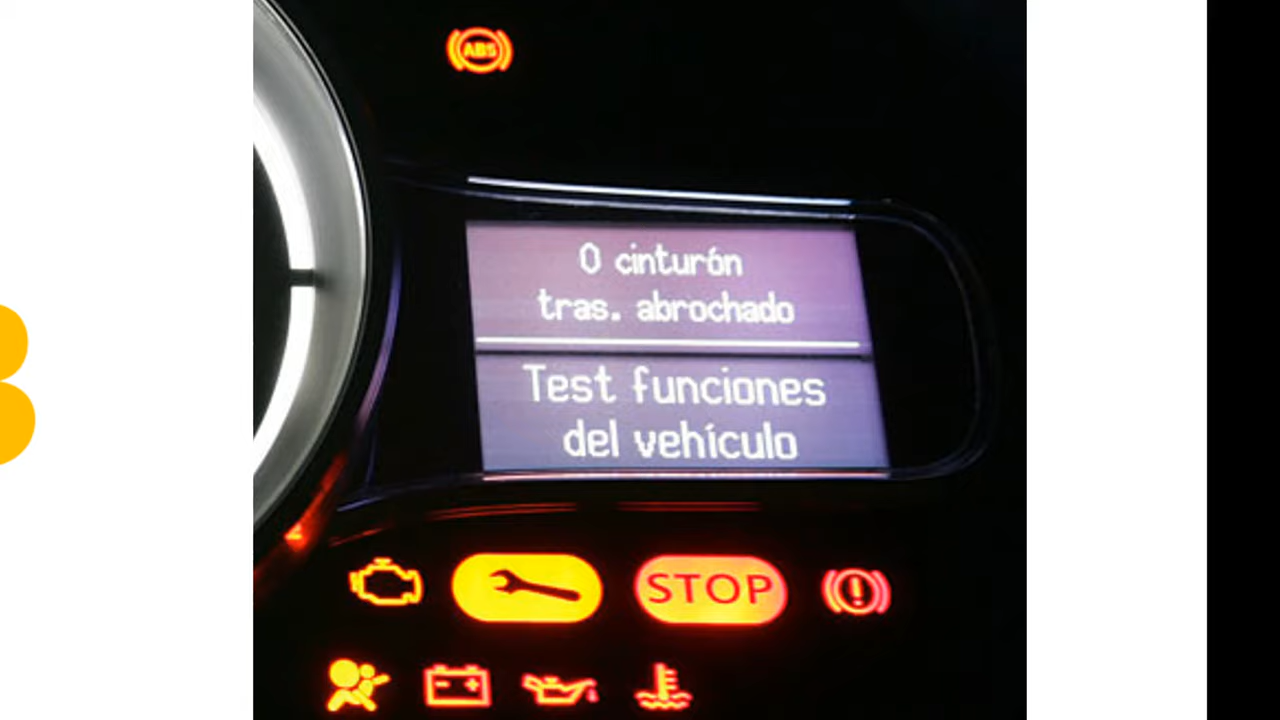 ABS
0 cinturón
tras. abrochado
Test funciones
del vehículo
STOP